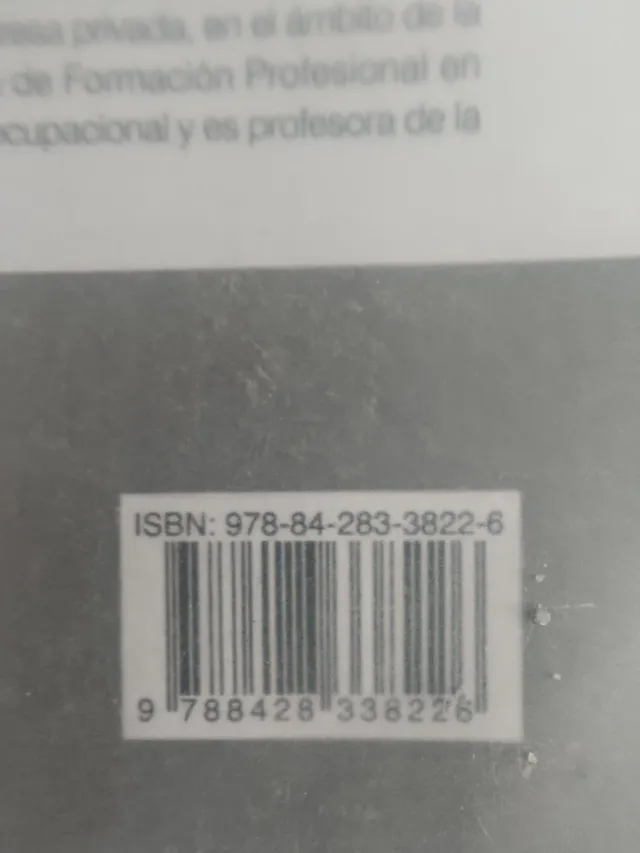 resa privada, en el ámbito de la
de Formación Profesional en
ocupacional y es profesora de la
ISBN: 978-84-283-3822-6
9 788428 338226